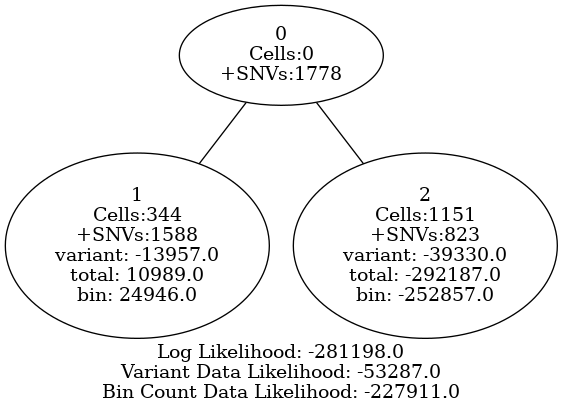 0
Cells:0
+SNVs:1778
1
Cells:344
+SNVs:1588
variant: -13957.0
total: 10989.0
bin: 24946.0
2
Cells:1151
+SNVs:823
variant: -39330.0
total: -292187.0
bin: -252857.0
Log Likelihood: -281198.0
Variant Data Likelihood: -53287.0
Bin Count Data Likelihood: -227911.0